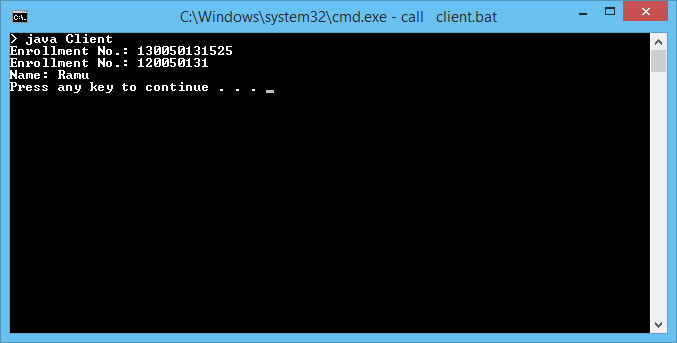 C:\Windows\system32\cmd.exe - call   client.bat
> java Client
Enrollment No.: 130050131525
Enrollment No.: 120050131
Name: Ramu
Press any key to continue . . . _